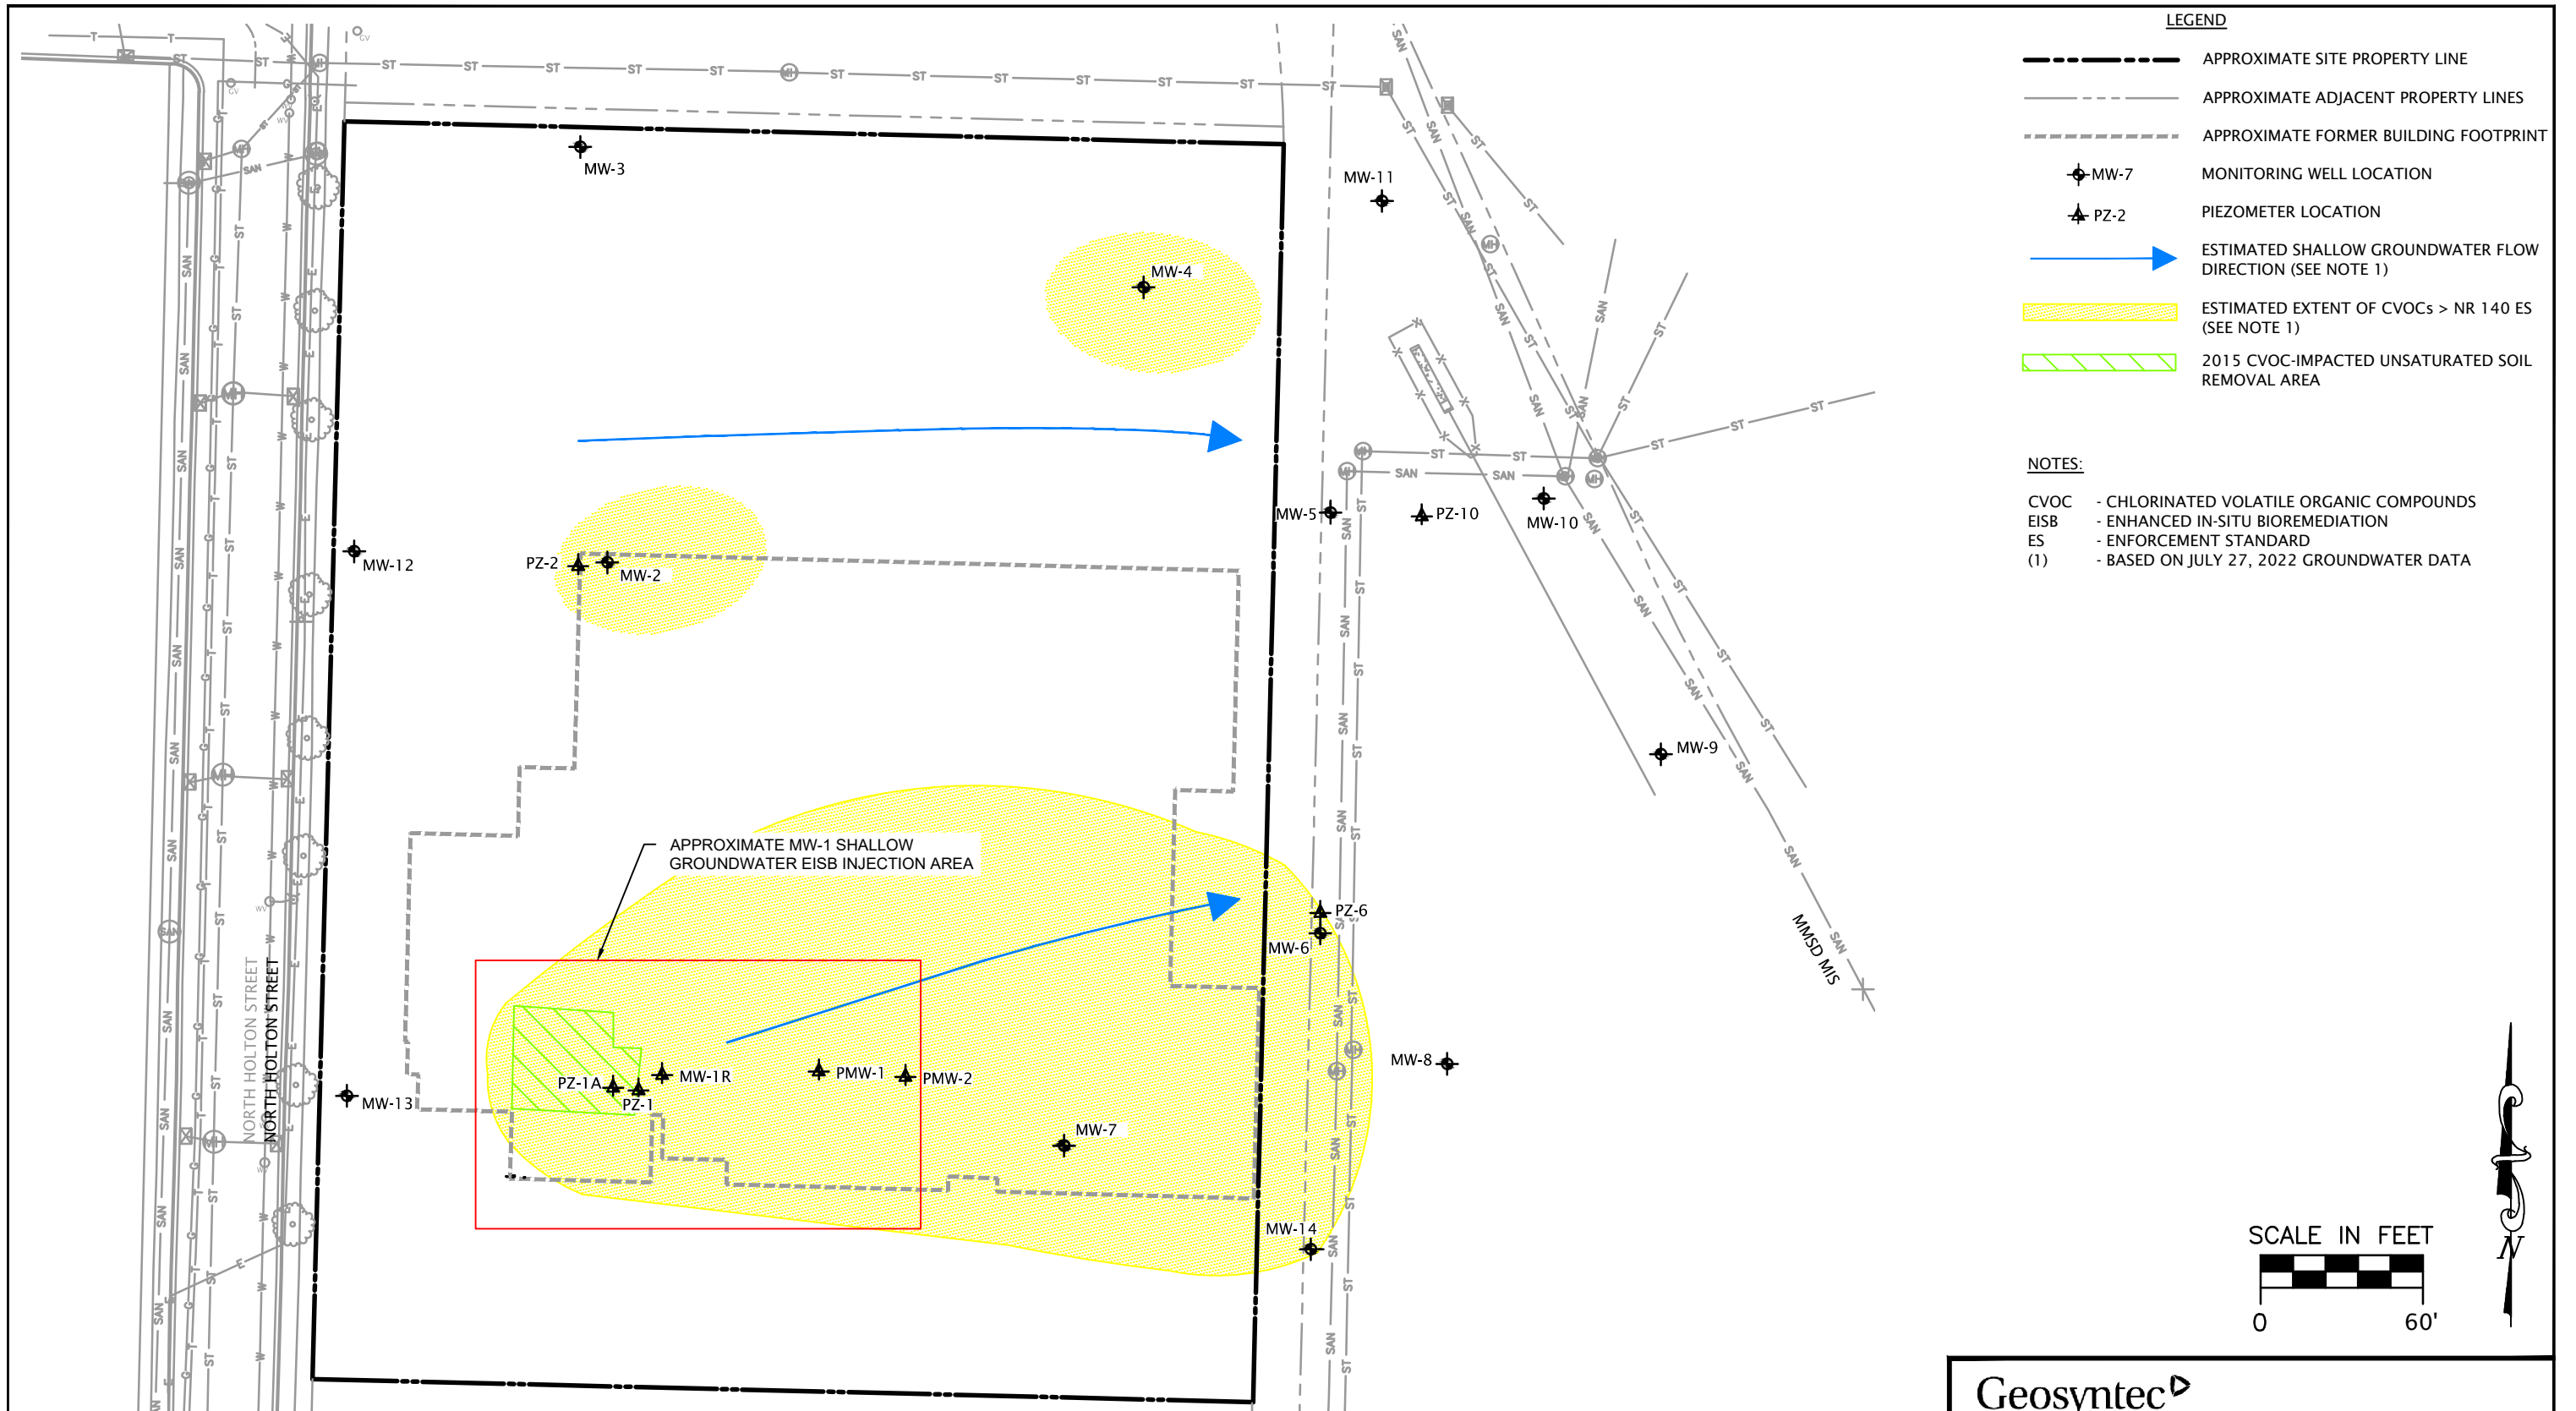 LEGEND
APPROXIMATE SITE PROPERTY LINE
APPROXIMATE ADJACENT PROPERTY LINES
APPROXIMATE FORMER BUILDING FOOTPRINT
MW-7 MONITORING WELL LOCATION
PZ-2 PIEZOMETER LOCATION
ESTIMATED SHALLOW GROUNDWATER FLOW
DIRECTION (SEE NOTE 1)
ESTIMATED EXTENT OF CVOCs > NR 140 ES
(SEE NOTE 1)
2015 CVOC-IMPACTED UNSATURATED SOIL
REMOVAL AREA
NOTES:
CVOC - CHLORINATED VOLATILE ORGANIC COMPOUNDS
EISB - ENHANCED IN-SITU BIOREMEDIATION
ES - ENFORCEMENT STANDARD
(1) - BASED ON JULY 27, 2022 GROUNDWATER DATA
MW-3
MW-11
MW-4
MW-5
PZ-10
MW-10
MW-12
PZ-2
MW-2
MW-9
APPROXIMATE MW-1 SHALLOW
GROUNDWATER EISB INJECTION AREA
PZ-6
MW-6
MMSD MIS
NORTH HOLTON STREET
NORTH HOLTON STREET
MW-8
PZ-1A
PZ-1
MW-1R
PMW-1
PMW-2
MW-13
MW-7
MW-14
SCALE IN FEET
0 60'
N
Geosyntec